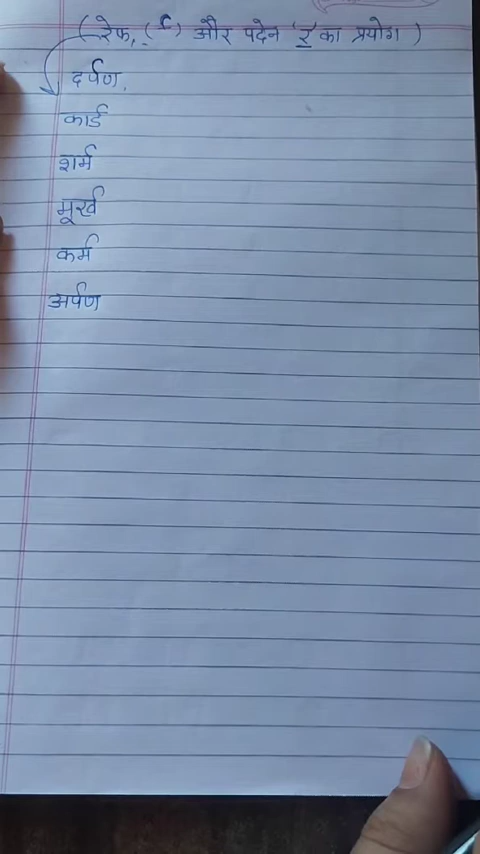 (रेफ, (र्) और पदेन 'र' का प्रयोग )
दर्पण.
कार्ड
शर्म
मूर्ख
कर्म
अर्पण